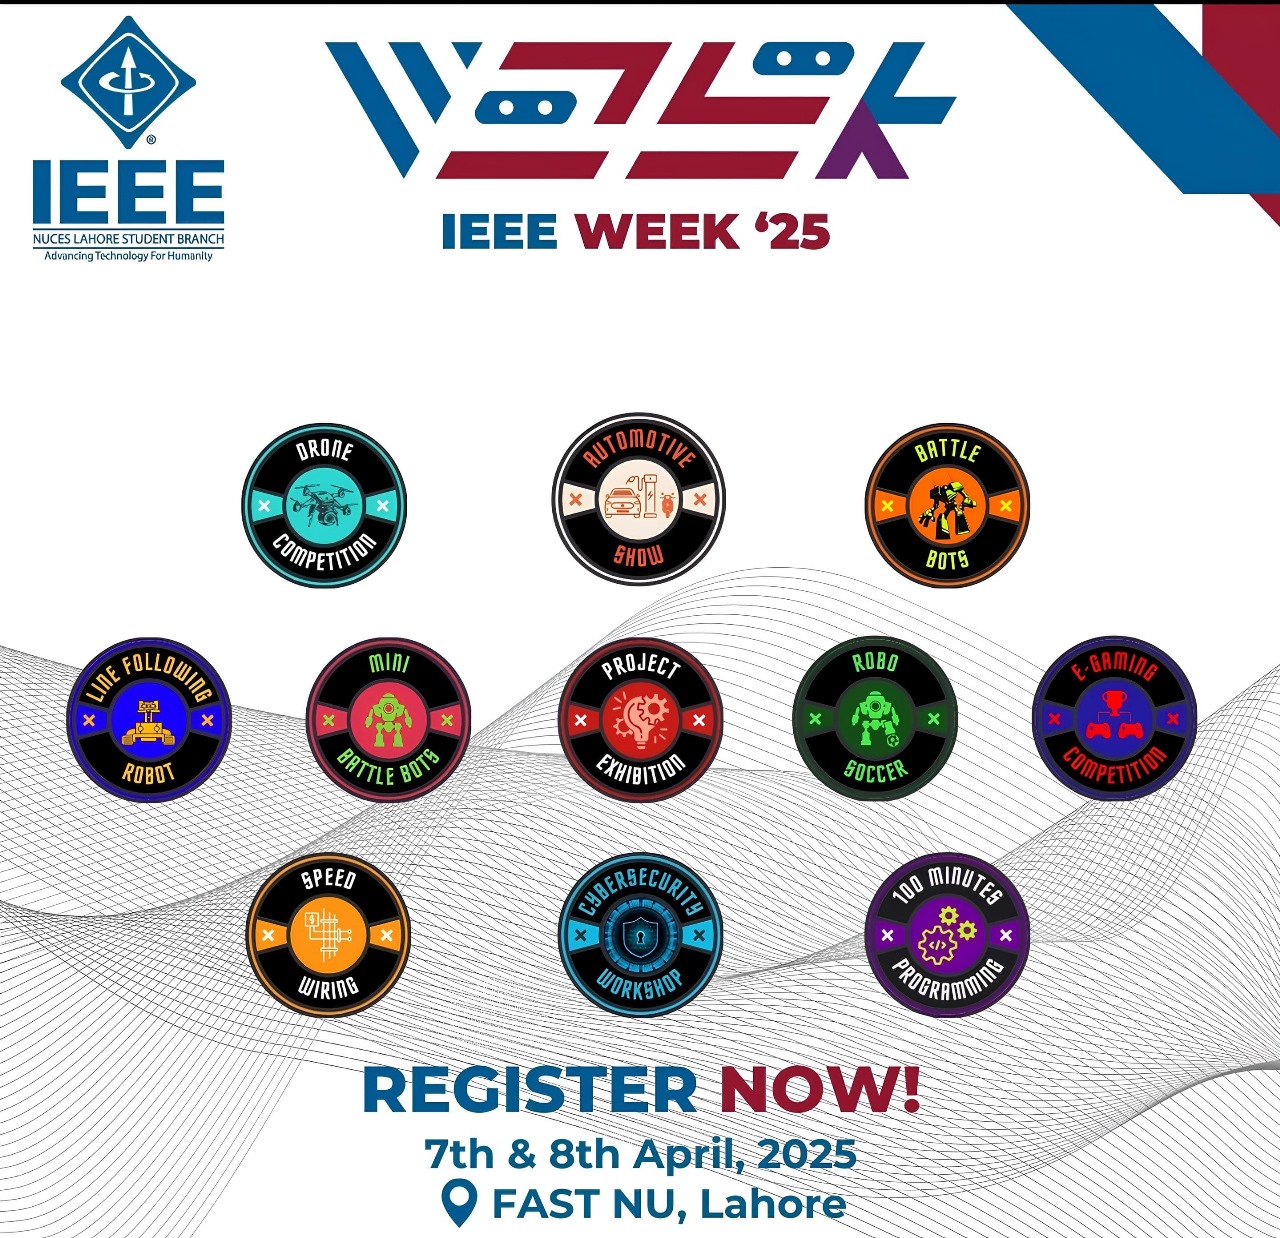 WEEK
IEEE
®
NUCES LAHORE STUDENT BRANCH
Advancing Technology For Humanity
IEEE WEEK ‘25
DRONE
COMPETITION
AUTOMOTIVE
SHOW
BATTLE
BOTS
LINE FOLLOWING
ROBOT
MINI
BATTLE BOTS
PROJECT
EXHIBITION
ROBO
SOCCER
E-GAMING
COMPETITION
SPEED
WIRING
CYBERSECURITY
WORKSHOP
100 MINUTES
PROGRAMMING
REGISTER NOW!
7th & 8th April, 2025
FAST NU, Lahore